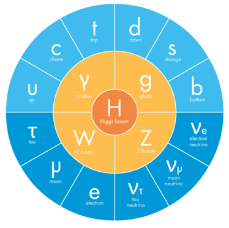 t
top
d
down
c
charm
s
strange
u
up
b
bottom
γ
photon
g
gluon
H
Higgs boson
W
W boson
Z
Z boson
τ
tau
νe
electron
neutrino
μ
muon
νμ
muon
neutrino
e
electron
ντ
tau
neutrino